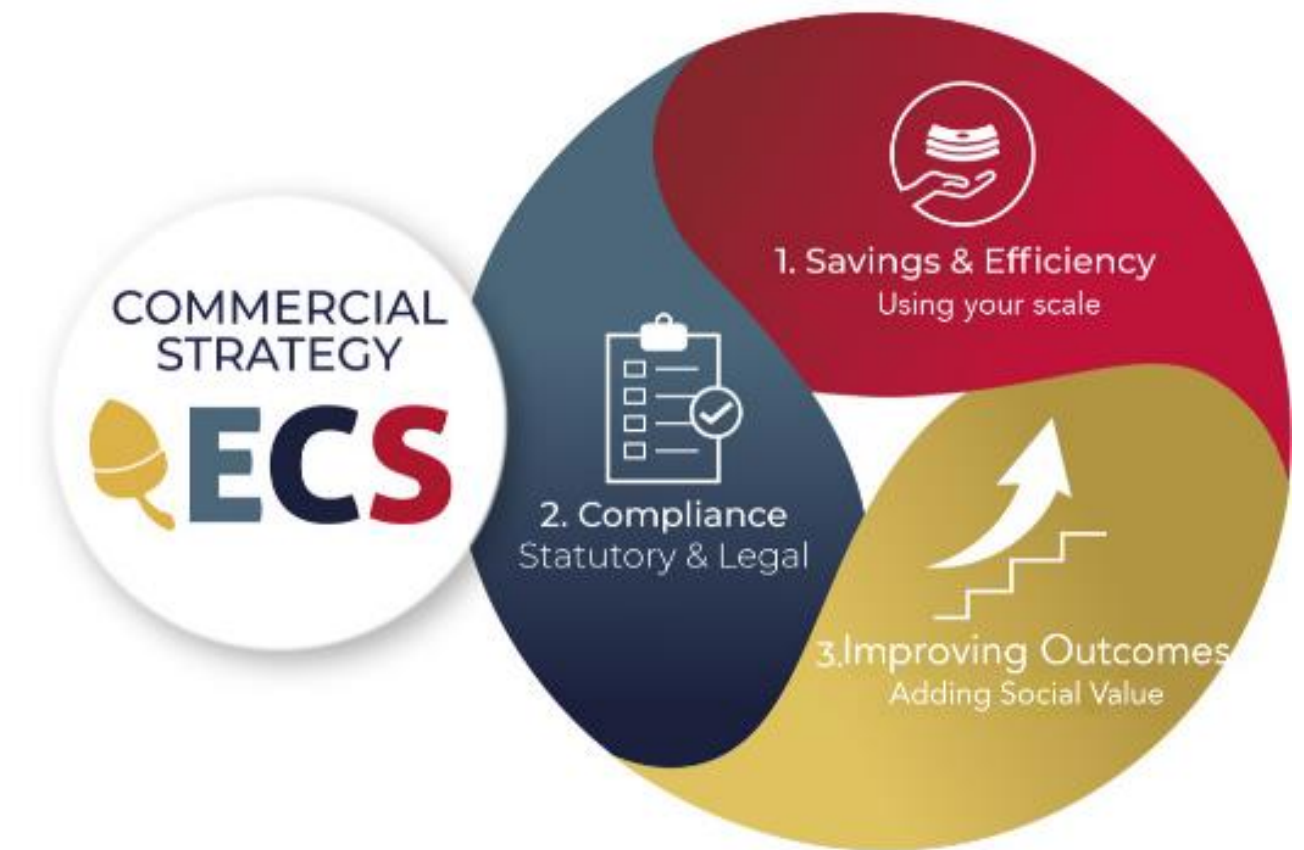 COMMERCIAL
STRATEGY
ECS
1. Savings & Efficiency
Using your scale
2. Compliance
Statutory & Legal
3.Improving Outcomes
Adding Social Value